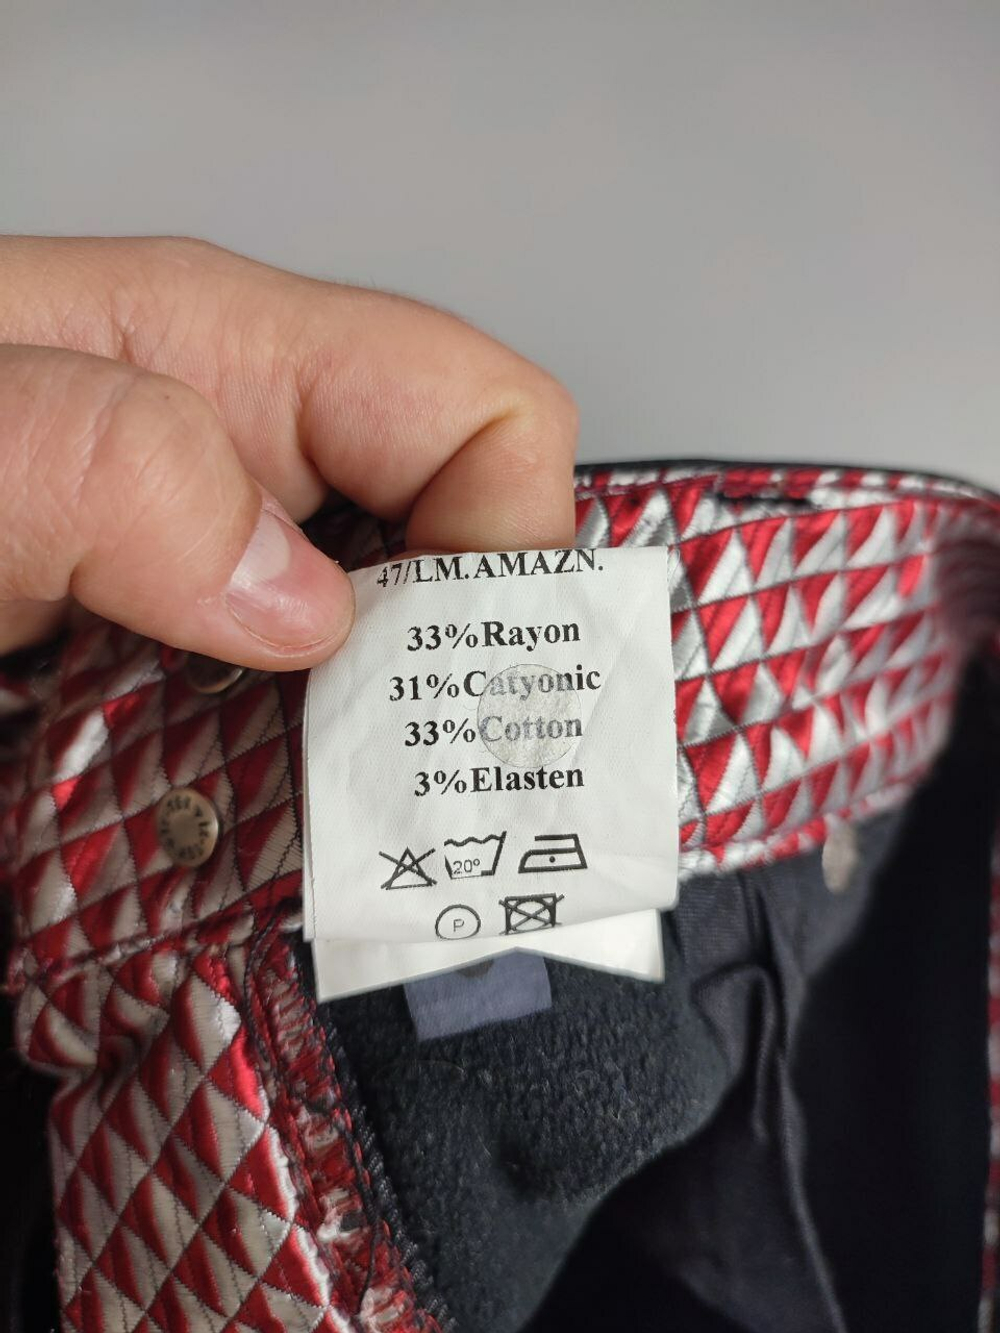 47/LM.AMAZN.
33%Rayon
31%Catyonic
33%Cotton
3%Elasten
20°
P